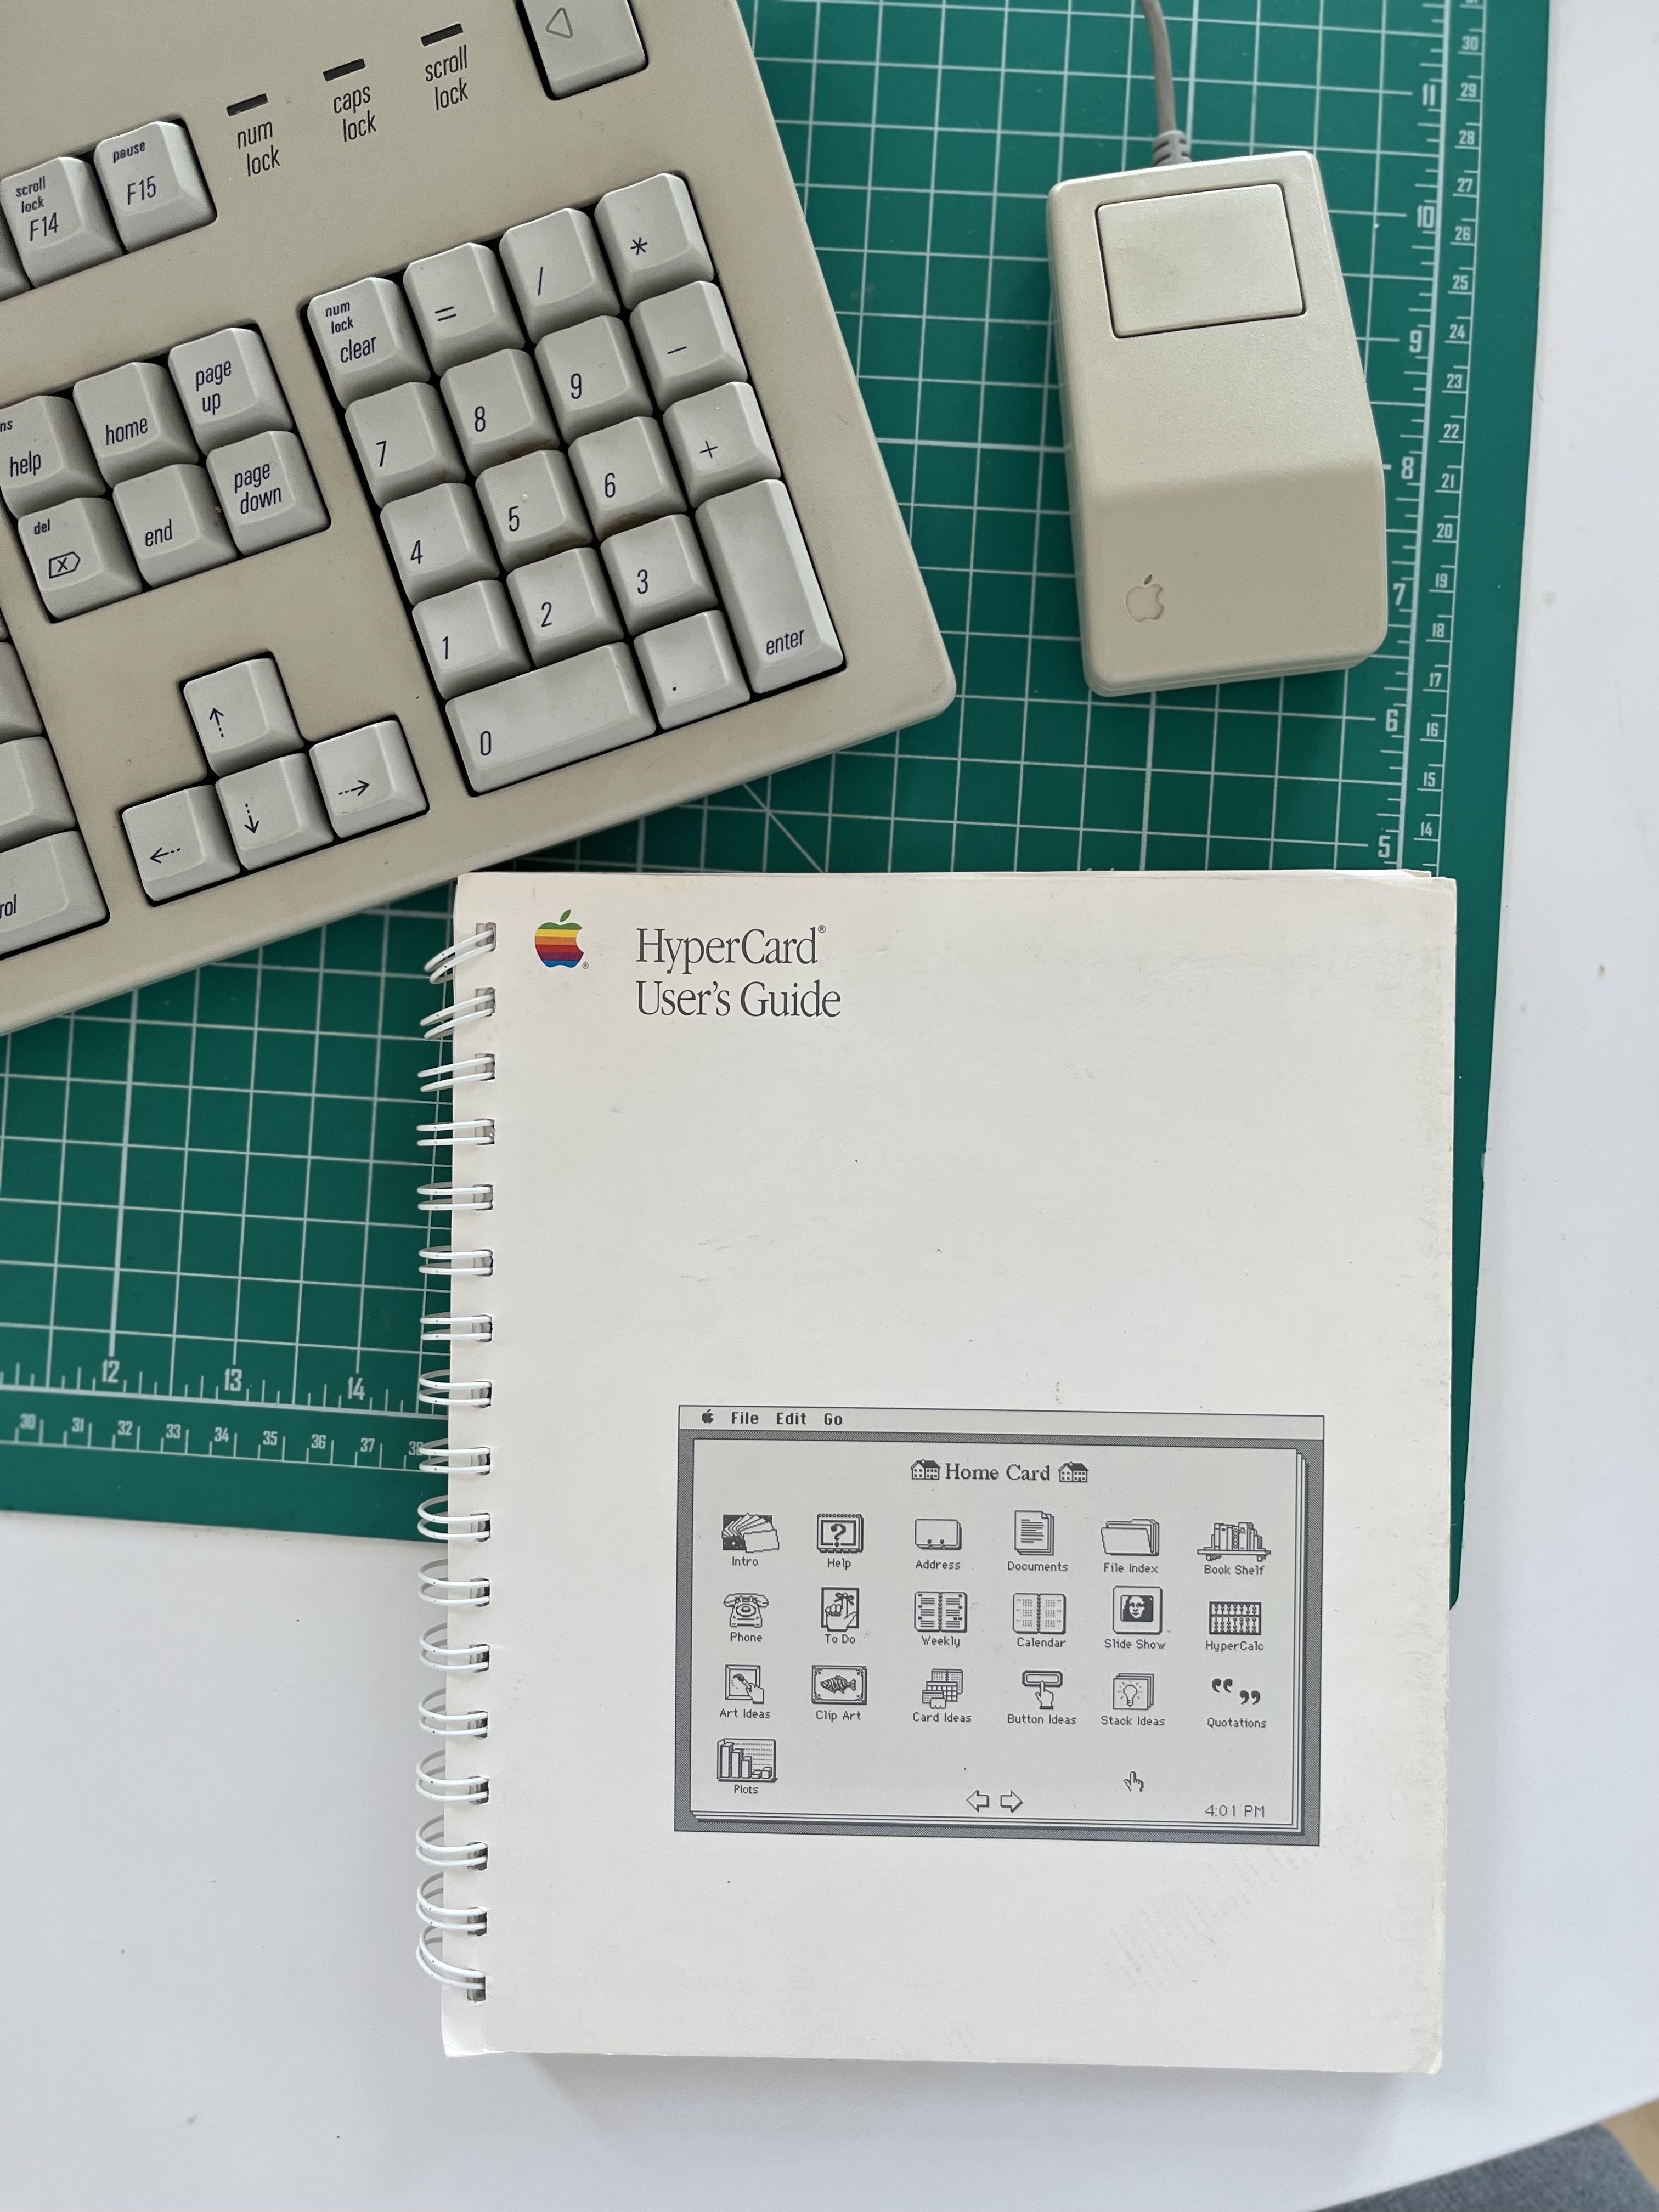 scroll
lock
caps
lock
num
lock
pause
F15
scroll
lock
F14
*
/
=
num
lock
clear
−
9
8
7
+
6
5
4
page
up
home
help
page
down
end
del
X
3
2
1
enter
.
0
30
11
29
28
27
10
26
25
24
9
23
22
8
21
20
19
7
18
17
6
16
15
14
5
HyperCard®
User's Guide
12
13
14
30
31
32
33
34
35
36
37
File Edit Go
Home Card
Intro Help Address Documents File Index Book Shelf
Phone To Do Weekly Calendar Slide Show HyperCalc
Art Ideas Clip Art Card Ideas Button Ideas Stack Ideas Quotations
Plots
4:01 PM